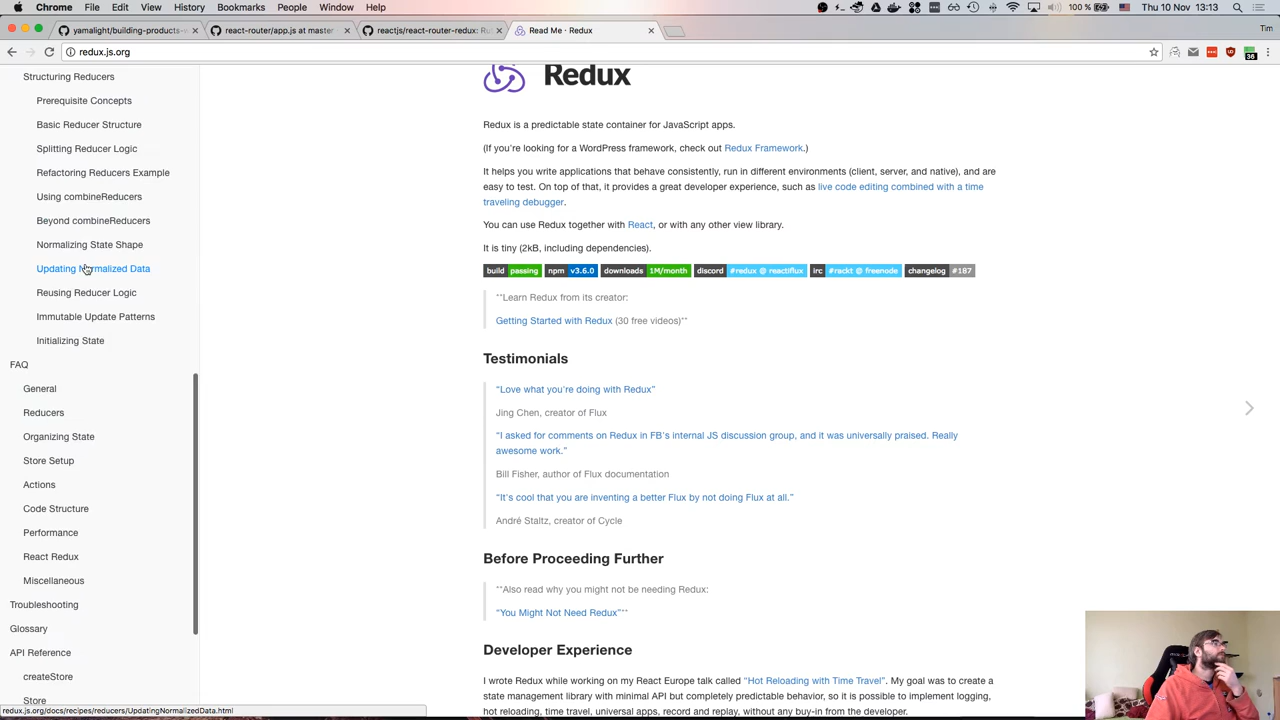 Chrome File Edit View History Bookmarks People Window Help
100 % Thu 10 Nov 13:13
yamalight/building-products-
react-router/app.js at master
reactjs/react-router-redux: Ru
Read Me · Redux
Tim
redux.js.org
36
Structuring Reducers
Prerequisite Concepts
Basic Reducer Structure
Splitting Reducer Logic
Refactoring Reducers Example
Using combineReducers
Beyond combineReducers
Normalizing State Shape
Updating Normalized Data
Reusing Reducer Logic
Immutable Update Patterns
Initializing State
FAQ
General
Reducers
Organizing State
Store Setup
Actions
Code Structure
Performance
React Redux
Miscellaneous
Troubleshooting
Glossary
API Reference
createStore
Store
redux.js.org/docs/recipes/reducers/UpdatingNormalizedData.html
Redux
Redux is a predictable state container for JavaScript apps.
(If you're looking for a WordPress framework, check out Redux Framework.)
It helps you write applications that behave consistently, run in different environments (client, server, and native), and are
easy to test. On top of that, it provides a great developer experience, such as live code editing combined with a time
traveling debugger.
You can use Redux together with React, or with any other view library.
It is tiny (2kB, including dependencies).
build passing npm v3.6.0 downloads 1M/month discord #redux @ reactiflux irc #rackt @ freenode changelog #187
**Learn Redux from its creator:
Getting Started with Redux (30 free videos)**
Testimonials
“Love what you’re doing with Redux”
Jing Chen, creator of Flux
“I asked for comments on Redux in FB's internal JS discussion group, and it was universally praised. Really
awesome work.”
Bill Fisher, author of Flux documentation
“It's cool that you are inventing a better Flux by not doing Flux at all.”
André Staltz, creator of Cycle
Before Proceeding Further
**Also read why you might not be needing Redux:
“You Might Not Need Redux”**
Developer Experience
I wrote Redux while working on my React Europe talk called “Hot Reloading with Time Travel”. My goal was to create a
state management library with minimal API but completely predictable behavior, so it is possible to implement logging,
hot reloading, time travel, universal apps, record and replay, without any buy-in from the developer.